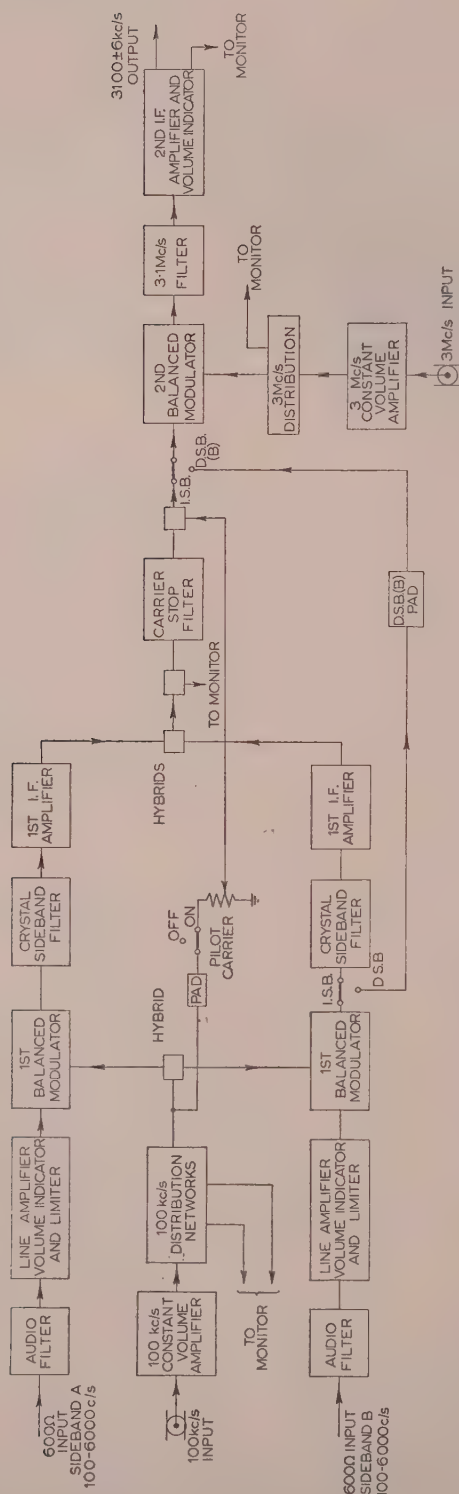 600Ω
INPUT
SIDEBAND A
100-6000c/s
AUDIO
FILTER
LINE AMPLIFIER
VOLUME INDICATOR
AND LIMITER
1ST
BALANCED
MODULATOR
CRYSTAL
SIDEBAND
FILTER
1ST I.F.
AMPLIFIER
100kc/s
INPUT
100 kc/s
CONSTANT
VOLUME
AMPLIFIER
100 kc/s
DISTRIBUTION
NETWORKS
TO
MONITOR
HYBRID
PAD
OFF
ON
PILOT
CARRIER
HYBRIDS
TO MONITOR
CARRIER
STOP
FILTER
I.S.B.
D.S.B.
(B)
2ND
BALANCED
MODULATOR
3·1Mc/s
FILTER
2ND I.F.
AMPLIFIER AND
VOLUME INDICATOR
3100±6kc/s
OUTPUT
TO
MONITOR
TO
MONITOR
3Mc/s
DISTRIBUTION
3 Mc/s
CONSTANT
VOLUME
AMPLIFIER
3Mc/s INPUT
600Ω INPUT
SIDEBAND B
100-6000c/s
AUDIO
FILTER
LINE AMPLIFIER
VOLUME INDICATOR
AND LIMITER
1ST
BALANCED
MODULATOR
I.S.B.
D.S.B
CRYSTAL
SIDEBAND
FILTER
1ST I.F.
AMPLIFIER
D.S.B.(B)
PAD